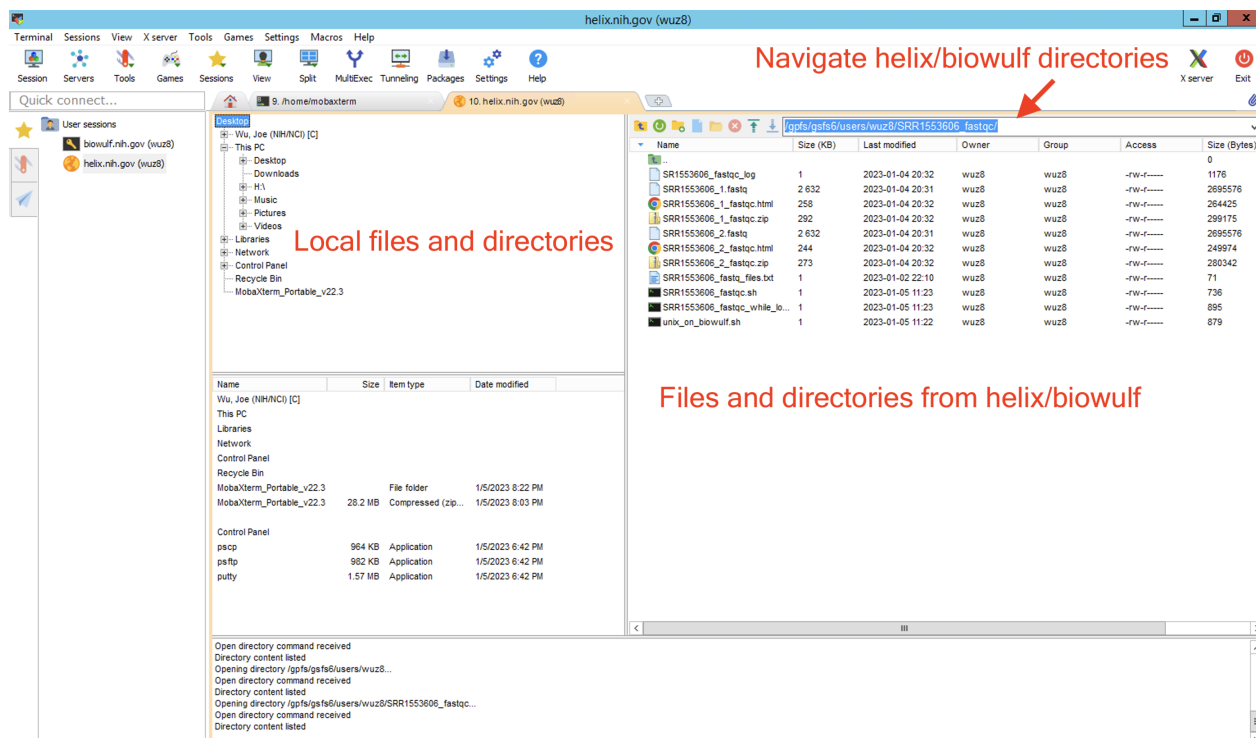 helix.nih.gov (wuz8)
Terminal Sessions View X server Tools Games Settings Macros Help
Session Servers Tools Games Sessions View Split MultiExec Tunneling Packages Settings Help X server Exit
Navigate helix/biowulf directories
Quick connect...
9. /home/mobaxterm
10. helix.nih.gov (wuz8)
User sessions
biowulf.nih.gov (wuz8)
helix.nih.gov (wuz8)
Desktop
Wu, Joe (NIH/NCI) [C]
This PC
Desktop
Downloads
H:\
Music
Pictures
Videos
Libraries
Network
Control Panel
Recycle Bin
MobaXterm_Portable_v22.3
Local files and directories
Name Size Item type Date modified
Wu, Joe (NIH/NCI) [C]
This PC
Libraries
Network
Control Panel
Recycle Bin
MobaXterm_Portable_v22.3 File folder 1/5/2023 8:22 PM
MobaXterm_Portable_v22.3 28.2 MB Compressed (zip... 1/5/2023 8:03 PM
Control Panel
pscp 964 KB Application 1/5/2023 6:42 PM
psftp 982 KB Application 1/5/2023 6:42 PM
putty 1.57 MB Application 1/5/2023 6:42 PM
/gpfs/gsfs6/users/wuz8/SRR1553606_fastqc/
Name Size (KB) Last modified Owner Group Access Size (Bytes)
.. 0
SR1553606_fastqc_log 1 2023-01-04 20:32 wuz8 wuz8 -rw-r----- 1176
SRR1553606_1.fastq 2 632 2023-01-04 20:31 wuz8 wuz8 -rw-r----- 2695576
SRR1553606_1_fastqc.html 258 2023-01-04 20:32 wuz8 wuz8 -rw-r----- 264425
SRR1553606_1_fastqc.zip 292 2023-01-04 20:32 wuz8 wuz8 -rw-r----- 299175
SRR1553606_2.fastq 2 632 2023-01-04 20:31 wuz8 wuz8 -rw-r----- 2695576
SRR1553606_2_fastqc.html 244 2023-01-04 20:32 wuz8 wuz8 -rw-r----- 249974
SRR1553606_2_fastqc.zip 273 2023-01-04 20:32 wuz8 wuz8 -rw-r----- 280342
SRR1553606_fastq_files.txt 1 2023-01-02 22:10 wuz8 wuz8 -rw-r----- 71
SRR1553606_fastqc.sh 1 2023-01-05 11:23 wuz8 wuz8 -rw-r----- 736
SRR1553606_fastqc_while_lo... 1 2023-01-05 11:23 wuz8 wuz8 -rw-r----- 895
unix_on_biowulf.sh 1 2023-01-05 11:22 wuz8 wuz8 -rw-r----- 879
Files and directories from helix/biowulf
Open directory command received
Directory content listed
Opening directory /gpfs/gsfs6/users/wuz8...
Open directory command received
Directory content listed
Opening directory /gpfs/gsfs6/users/wuz8/SRR1553606_fastqc...
Open directory command received
Directory content listed